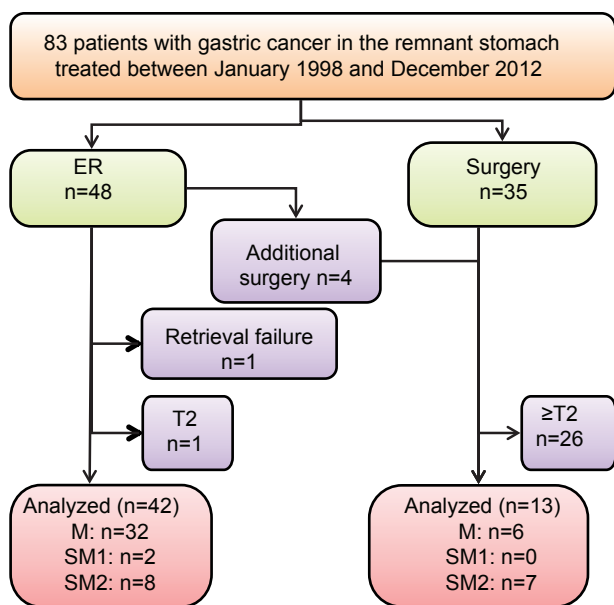 83 patients with gastric cancer in the remnant stomach
treated between January 1998 and December 2012
ER
n=48
Surgery
n=35
Additional
surgery n=4
Retrieval failure
n=1
T2
n=1
≥T2
n=26
Analyzed (n=42)
M: n=32
SM1: n=2
SM2: n=8
Analyzed (n=13)
M: n=6
SM1: n=0
SM2: n=7